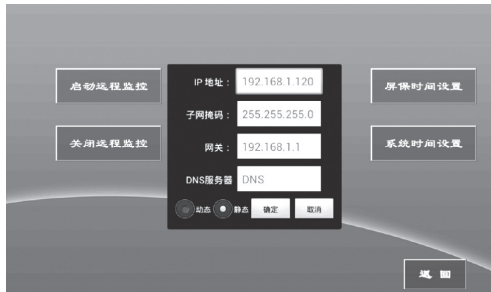 启动远程监控
关闭远程监控
IP 地址： 192.168.1.120
子网掩码： 255.255.255.0
网关： 192.168.1.1
DNS服务器 DNS
动态 静态 确定 取消
屏保时间设置
系统时间设置
返 回